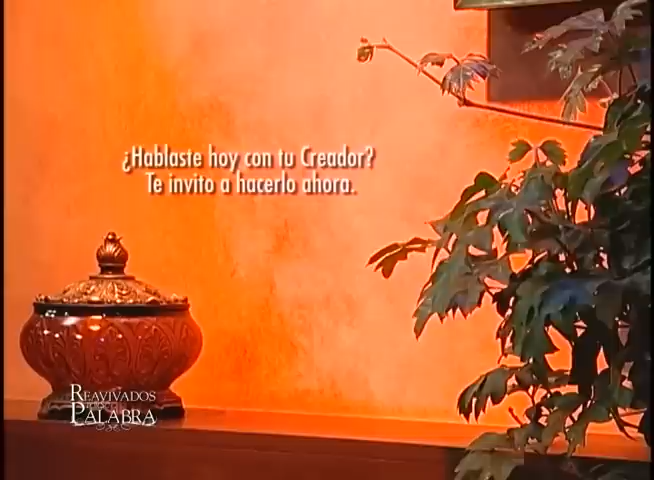 ¿Hablaste hoy con tu Creador?
Te invito a hacerlo ahora.
REAVIVADOS
PALABRA